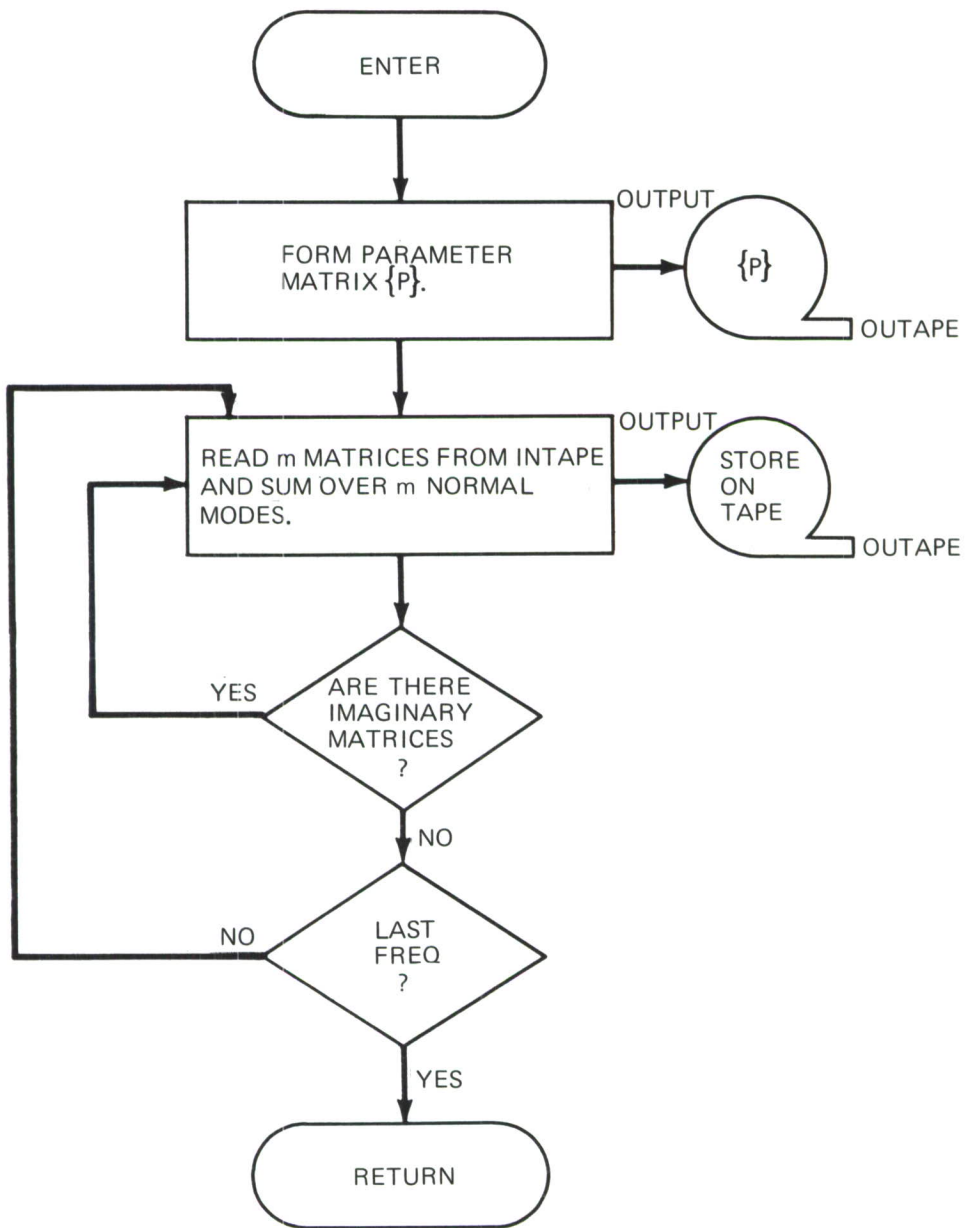 ENTER
OUTPUT
FORM PARAMETER
MATRIX {P}.
{P}
OUTAPE
OUTPUT
READ m MATRICES FROM INTAPE
AND SUM OVER m NORMAL
MODES.
STORE
ON
TAPE
OUTAPE
YES
ARE THERE
IMAGINARY
MATRICES
?
NO
NO
LAST
FREQ
?
YES
RETURN